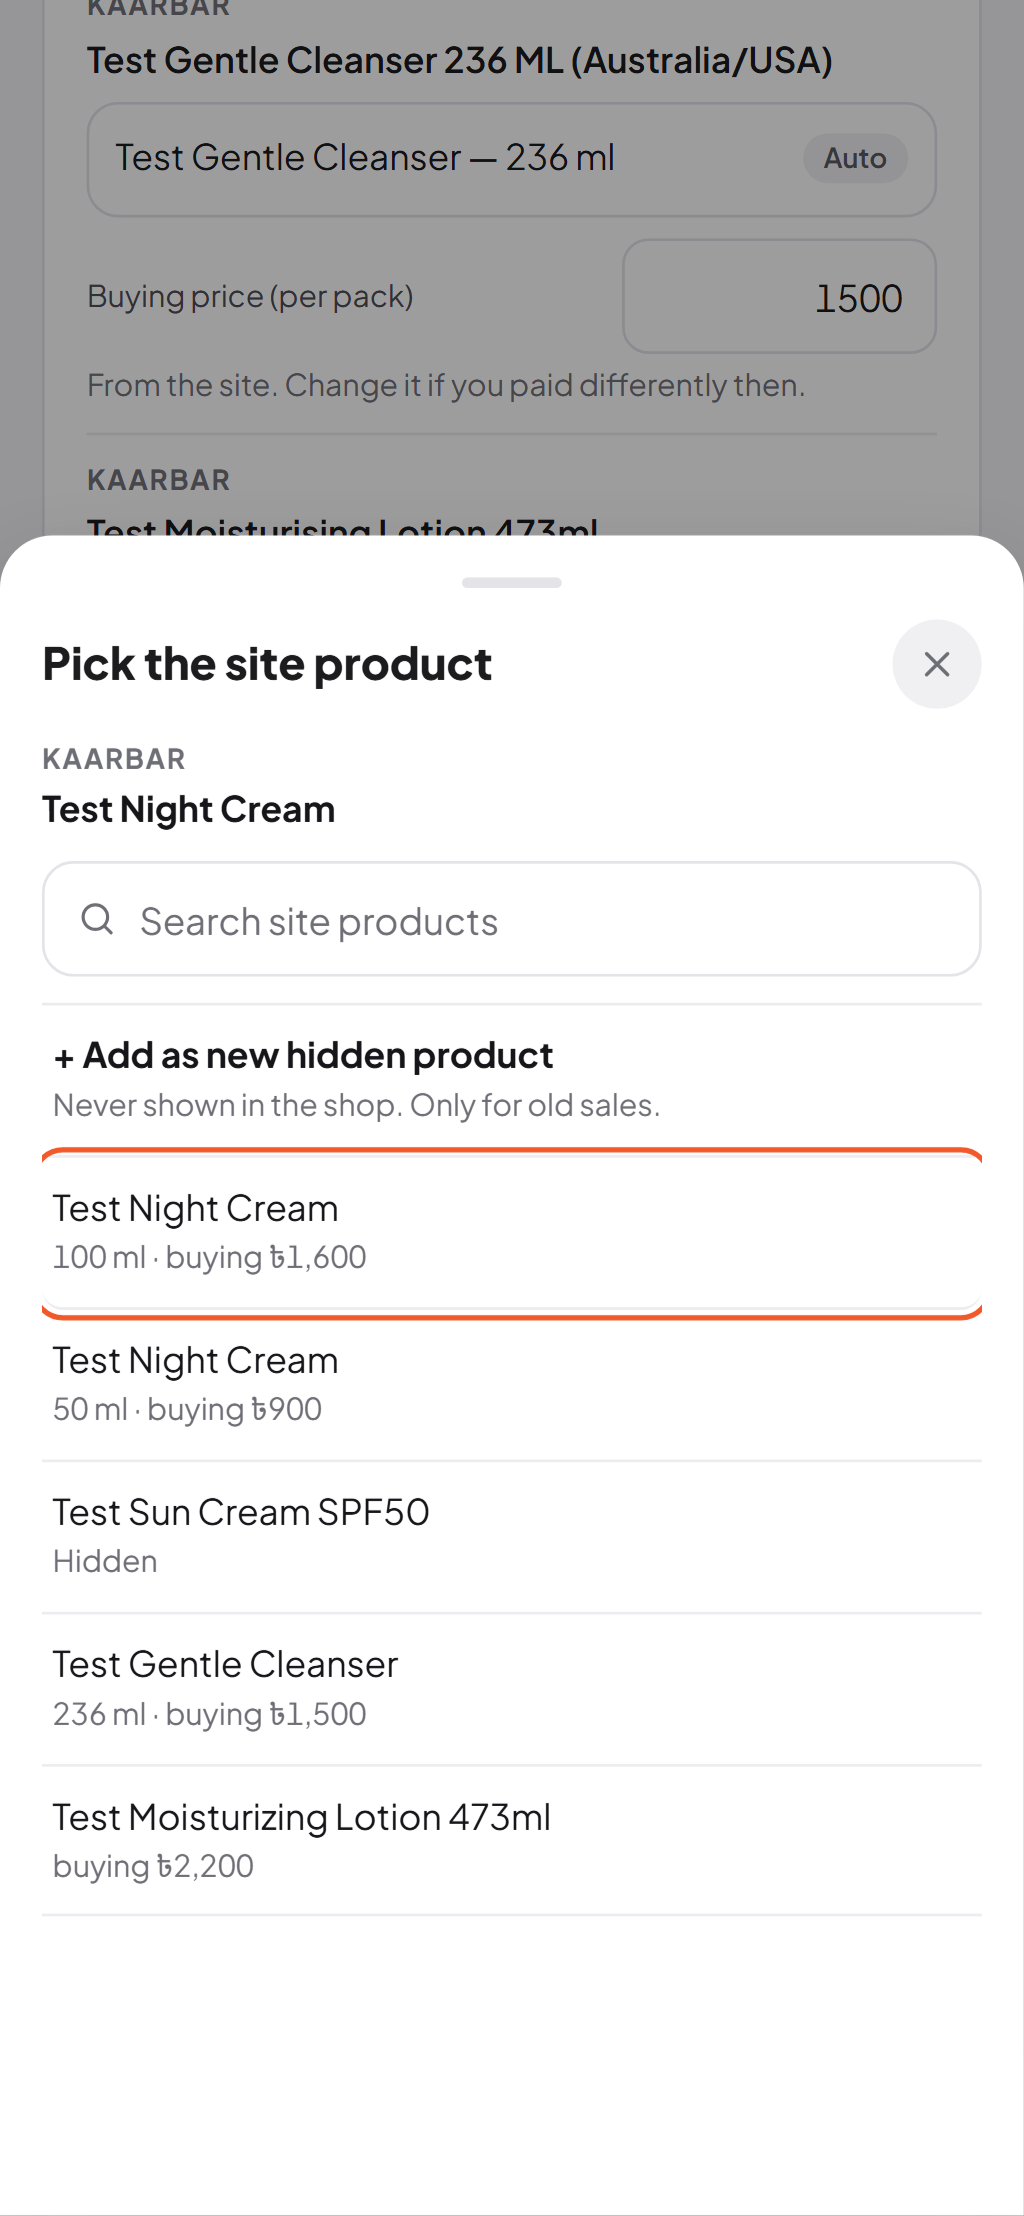 KAARBAR
Test Gentle Cleanser 236 ML (Australia/USA)
Test Gentle Cleanser — 236 ml
Auto
Buying price (per pack)
1500
From the site. Change it if you paid differently then.
KAARBAR
Test Moisturising Lotion 473ml
Pick the site product
KAARBAR
Test Night Cream
Search site products
+ Add as new hidden product
Never shown in the shop. Only for old sales.
Test Night Cream
100 ml · buying ৳1,600
Test Night Cream
50 ml · buying ৳900
Test Sun Cream SPF50
Hidden
Test Gentle Cleanser
236 ml · buying ৳1,500
Test Moisturizing Lotion 473ml
buying ৳2,200